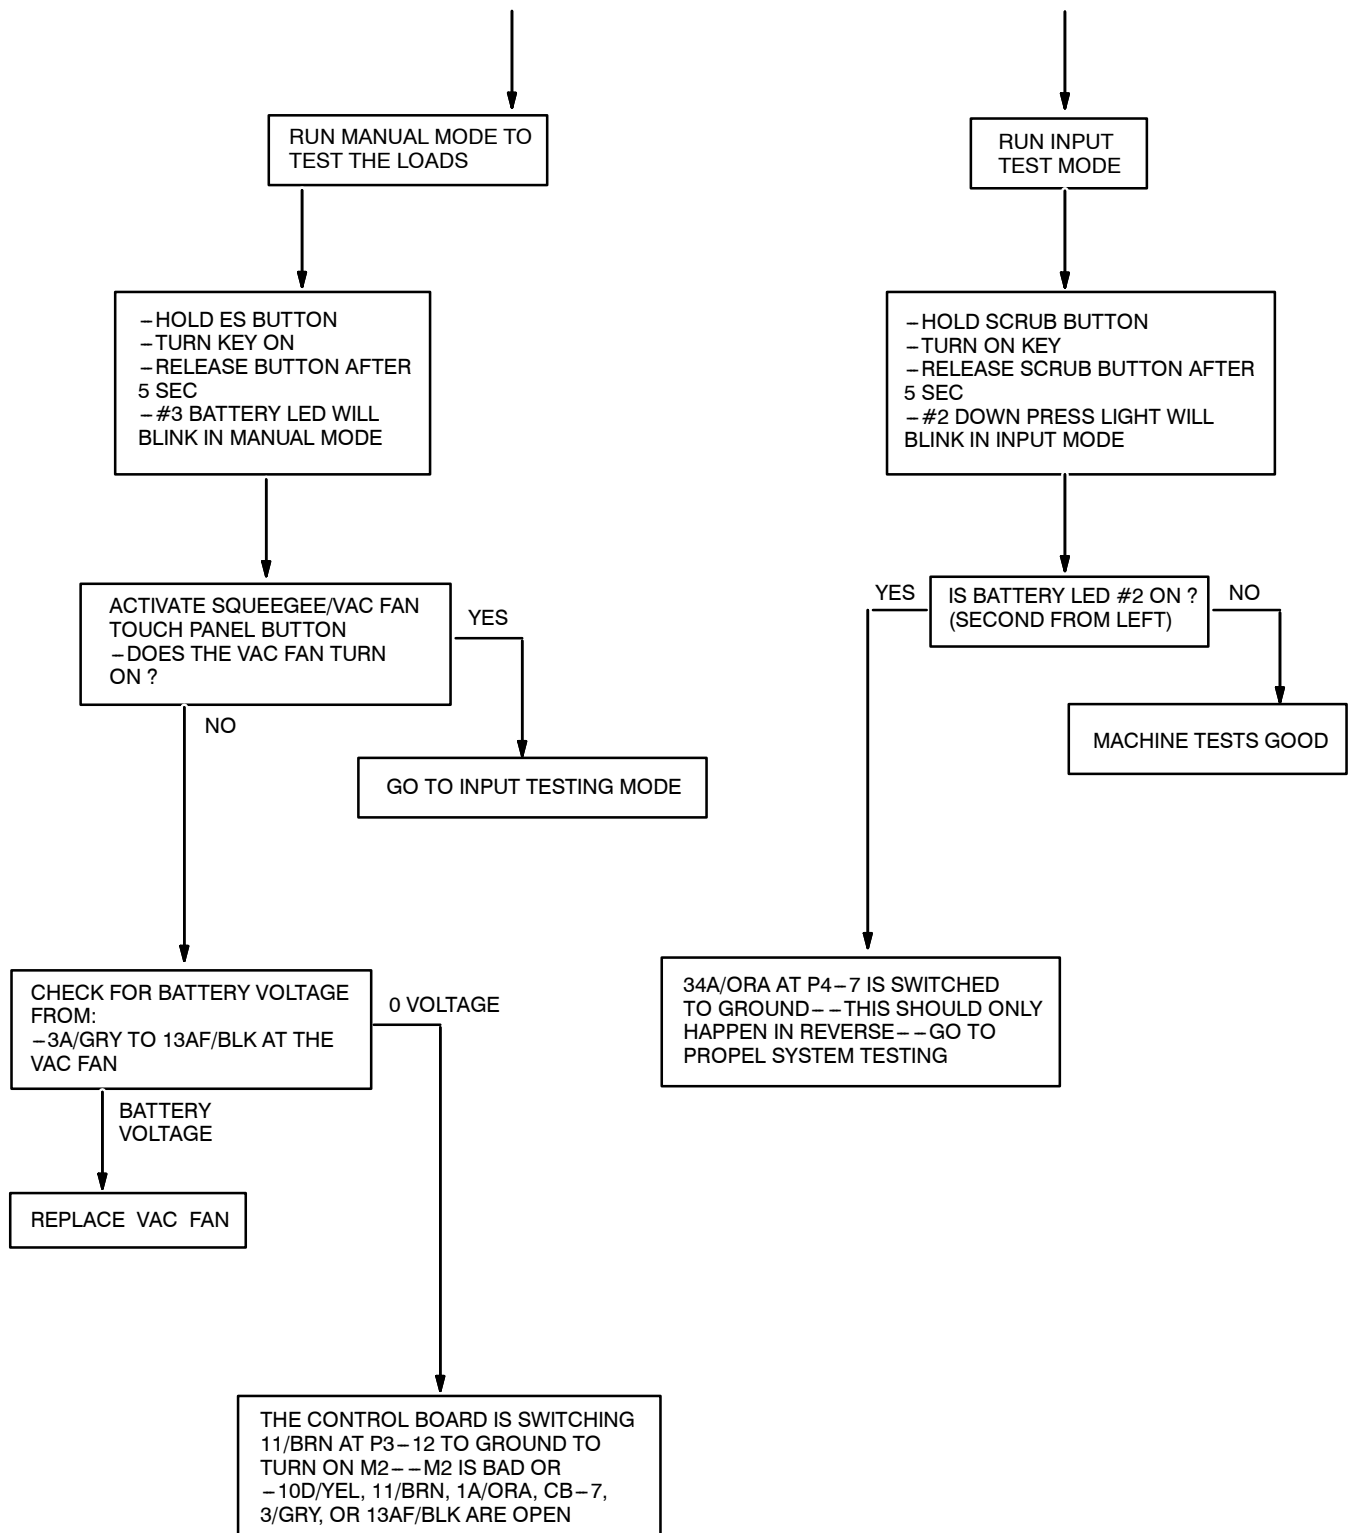 RUN MANUAL MODE TO
TEST THE LOADS
–HOLD ES BUTTON
–TURN KEY ON
–RELEASE BUTTON AFTER
5 SEC
–#3 BATTERY LED WILL
BLINK IN MANUAL MODE
ACTIVATE SQUEEGEE/VAC FAN
TOUCH PANEL BUTTON
–DOES THE VAC FAN TURN
ON ?
YES
NO
GO TO INPUT TESTING MODE
CHECK FOR BATTERY VOLTAGE
FROM:
–3A/GRY TO 13AF/BLK AT THE
VAC FAN
0 VOLTAGE
BATTERY
VOLTAGE
REPLACE VAC FAN
THE CONTROL BOARD IS SWITCHING
11/BRN AT P3–12 TO GROUND TO
TURN ON M2––M2 IS BAD OR
–10D/YEL, 11/BRN, 1A/ORA, CB–7,
3/GRY, OR 13AF/BLK ARE OPEN
RUN INPUT
TEST MODE
–HOLD SCRUB BUTTON
–TURN ON KEY
–RELEASE SCRUB BUTTON AFTER
5 SEC
–#2 DOWN PRESS LIGHT WILL
BLINK IN INPUT MODE
IS BATTERY LED #2 ON ?
(SECOND FROM LEFT)
YES
NO
MACHINE TESTS GOOD
34A/ORA AT P4–7 IS SWITCHED
TO GROUND––THIS SHOULD ONLY
HAPPEN IN REVERSE––GO TO
PROPEL SYSTEM TESTING